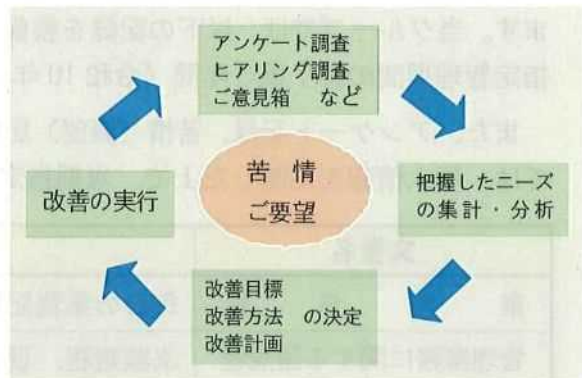 アンケート調査
ヒアリング調査
ご意見箱 など
苦 情
ご要望
改善の実行
把握したニーズ
の集計・分析
改善目標
改善方法 の決定
改善計画